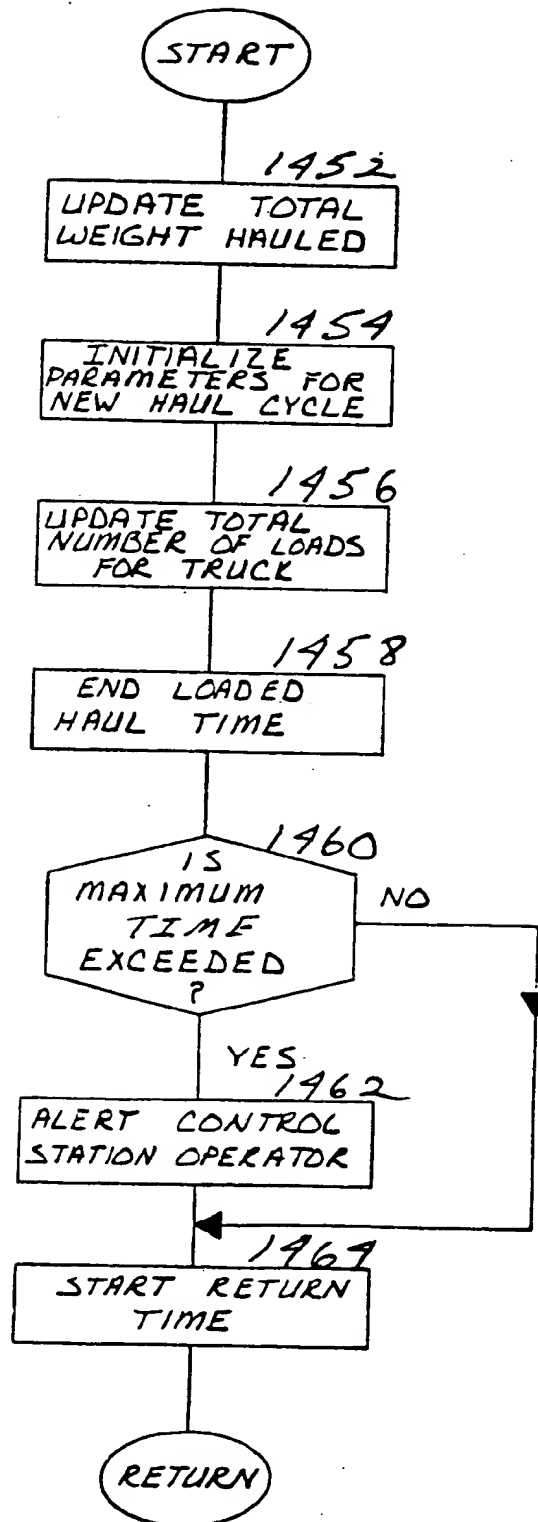 START
1452
UPDATE TOTAL
WEIGHT HAULED
1454
INITIALIZE
PARAMETERS FOR
NEW HAUL CYCLE
1456
UPDATE TOTAL
NUMBER OF LOADS
FOR TRUCK
1458
END LOADED
HAUL TIME
1460
IS
MAXIMUM
TIME
EXCEEDED
?
NO
YES
1462
ALERT CONTROL
STATION OPERATOR
1464
START RETURN
TIME
RETURN